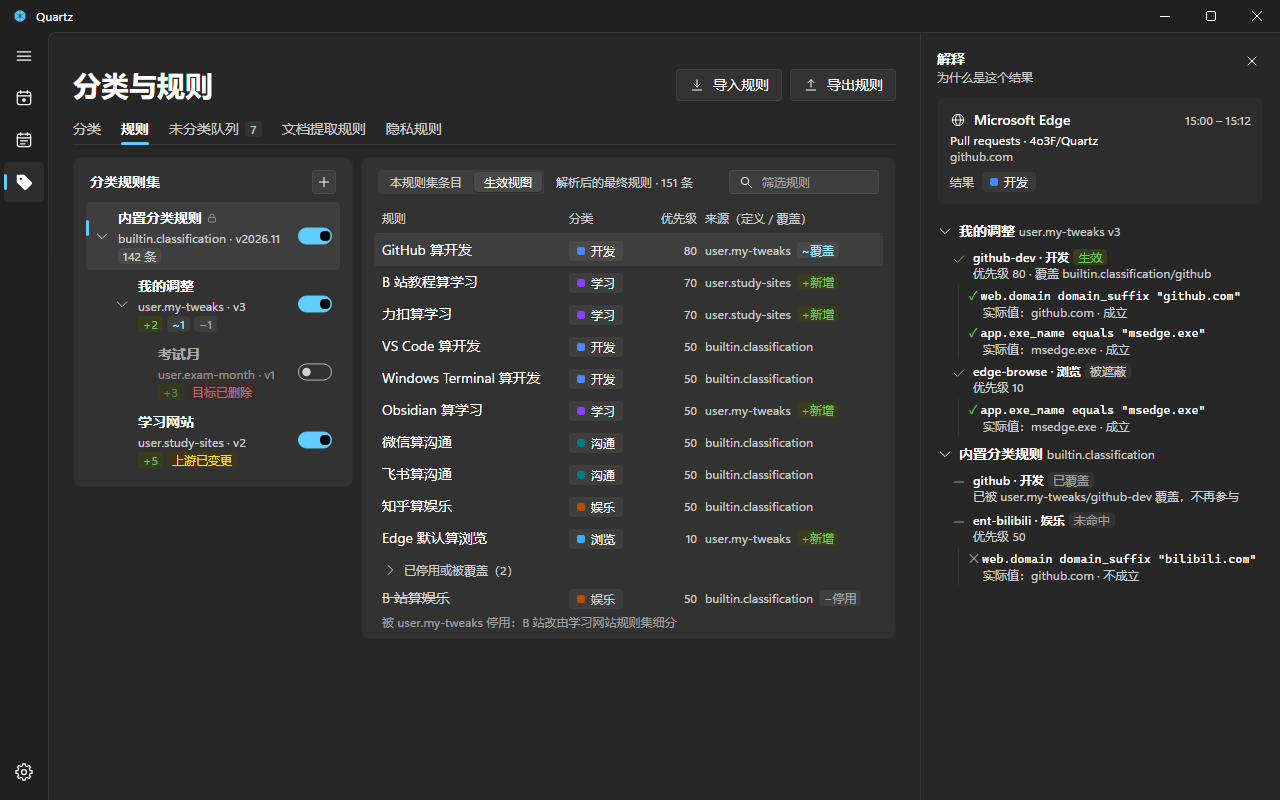 Quartz
分类与规则
导入规则
导出规则
分类 规则 未分类队列 7 文档提取规则 隐私规则
分类规则集
内置分类规则
builtin.classification · v2026.11
142 条
我的调整
user.my-tweaks · v3
+2 ~1 −1
考试月
user.exam-month · v1
+3 目标已删除
学习网站
user.study-sites · v2
+5 上游已变更
本规则集条目 生效视图 解析后的最终规则 · 151 条 筛选规则
规则 分类 优先级 来源（定义 / 覆盖）
GitHub 算开发 开发 80 user.my-tweaks ~覆盖
B 站教程算学习 学习 70 user.study-sites +新增
力扣算学习 学习 70 user.study-sites +新增
VS Code 算开发 开发 50 builtin.classification
Windows Terminal 算开发 开发 50 builtin.classification
Obsidian 算学习 学习 50 user.my-tweaks +新增
微信算沟通 沟通 50 builtin.classification
飞书算沟通 沟通 50 builtin.classification
知乎算娱乐 娱乐 50 builtin.classification
Edge 默认算浏览 浏览 10 user.my-tweaks +新增
已停用或被覆盖（2）
B 站算娱乐 娱乐 50 builtin.classification −停用
被 user.my-tweaks 停用：B 站改由学习网站规则集细分
解释
为什么是这个结果
Microsoft Edge 15:00 – 15:12
Pull requests · 4o3F/Quartz
github.com
结果 开发
我的调整 user.my-tweaks v3
github-dev · 开发 生效
优先级 80 · 覆盖 builtin.classification/github
✓ web.domain domain_suffix "github.com"
实际值：github.com · 成立
✓ app.exe_name equals "msedge.exe"
实际值：msedge.exe · 成立
edge-browse · 浏览 被遮蔽
优先级 10
✓ app.exe_name equals "msedge.exe"
实际值：msedge.exe · 成立
内置分类规则 builtin.classification
github · 开发 已覆盖
已被 user.my-tweaks/github-dev 覆盖，不再参与
ent-bilibili · 娱乐 未命中
优先级 50
✕ web.domain domain_suffix "bilibili.com"
实际值：github.com · 不成立